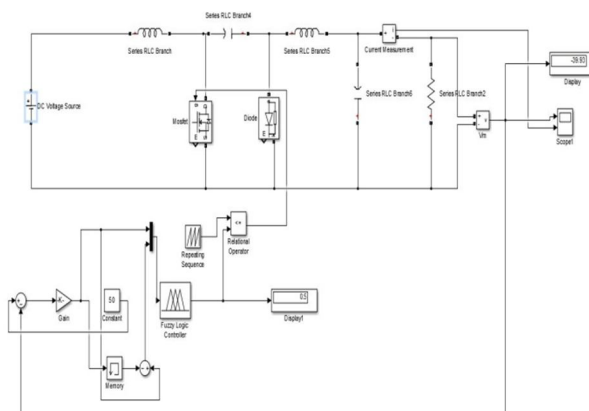 Series RLC Branch4
Series RLC Branch
Series RLC Branch5
Current Measurement
-39.93
Display
DC Voltage Source
Mosfet
Diode
Series RLC Branch6
Series RLC Branch2
Vm
Scope1
Repeating
Sequence
<=
Relational
Operator
-K-
Gain
50
Constant
Fuzzy Logic
Controller
0.5
Display1
Memory